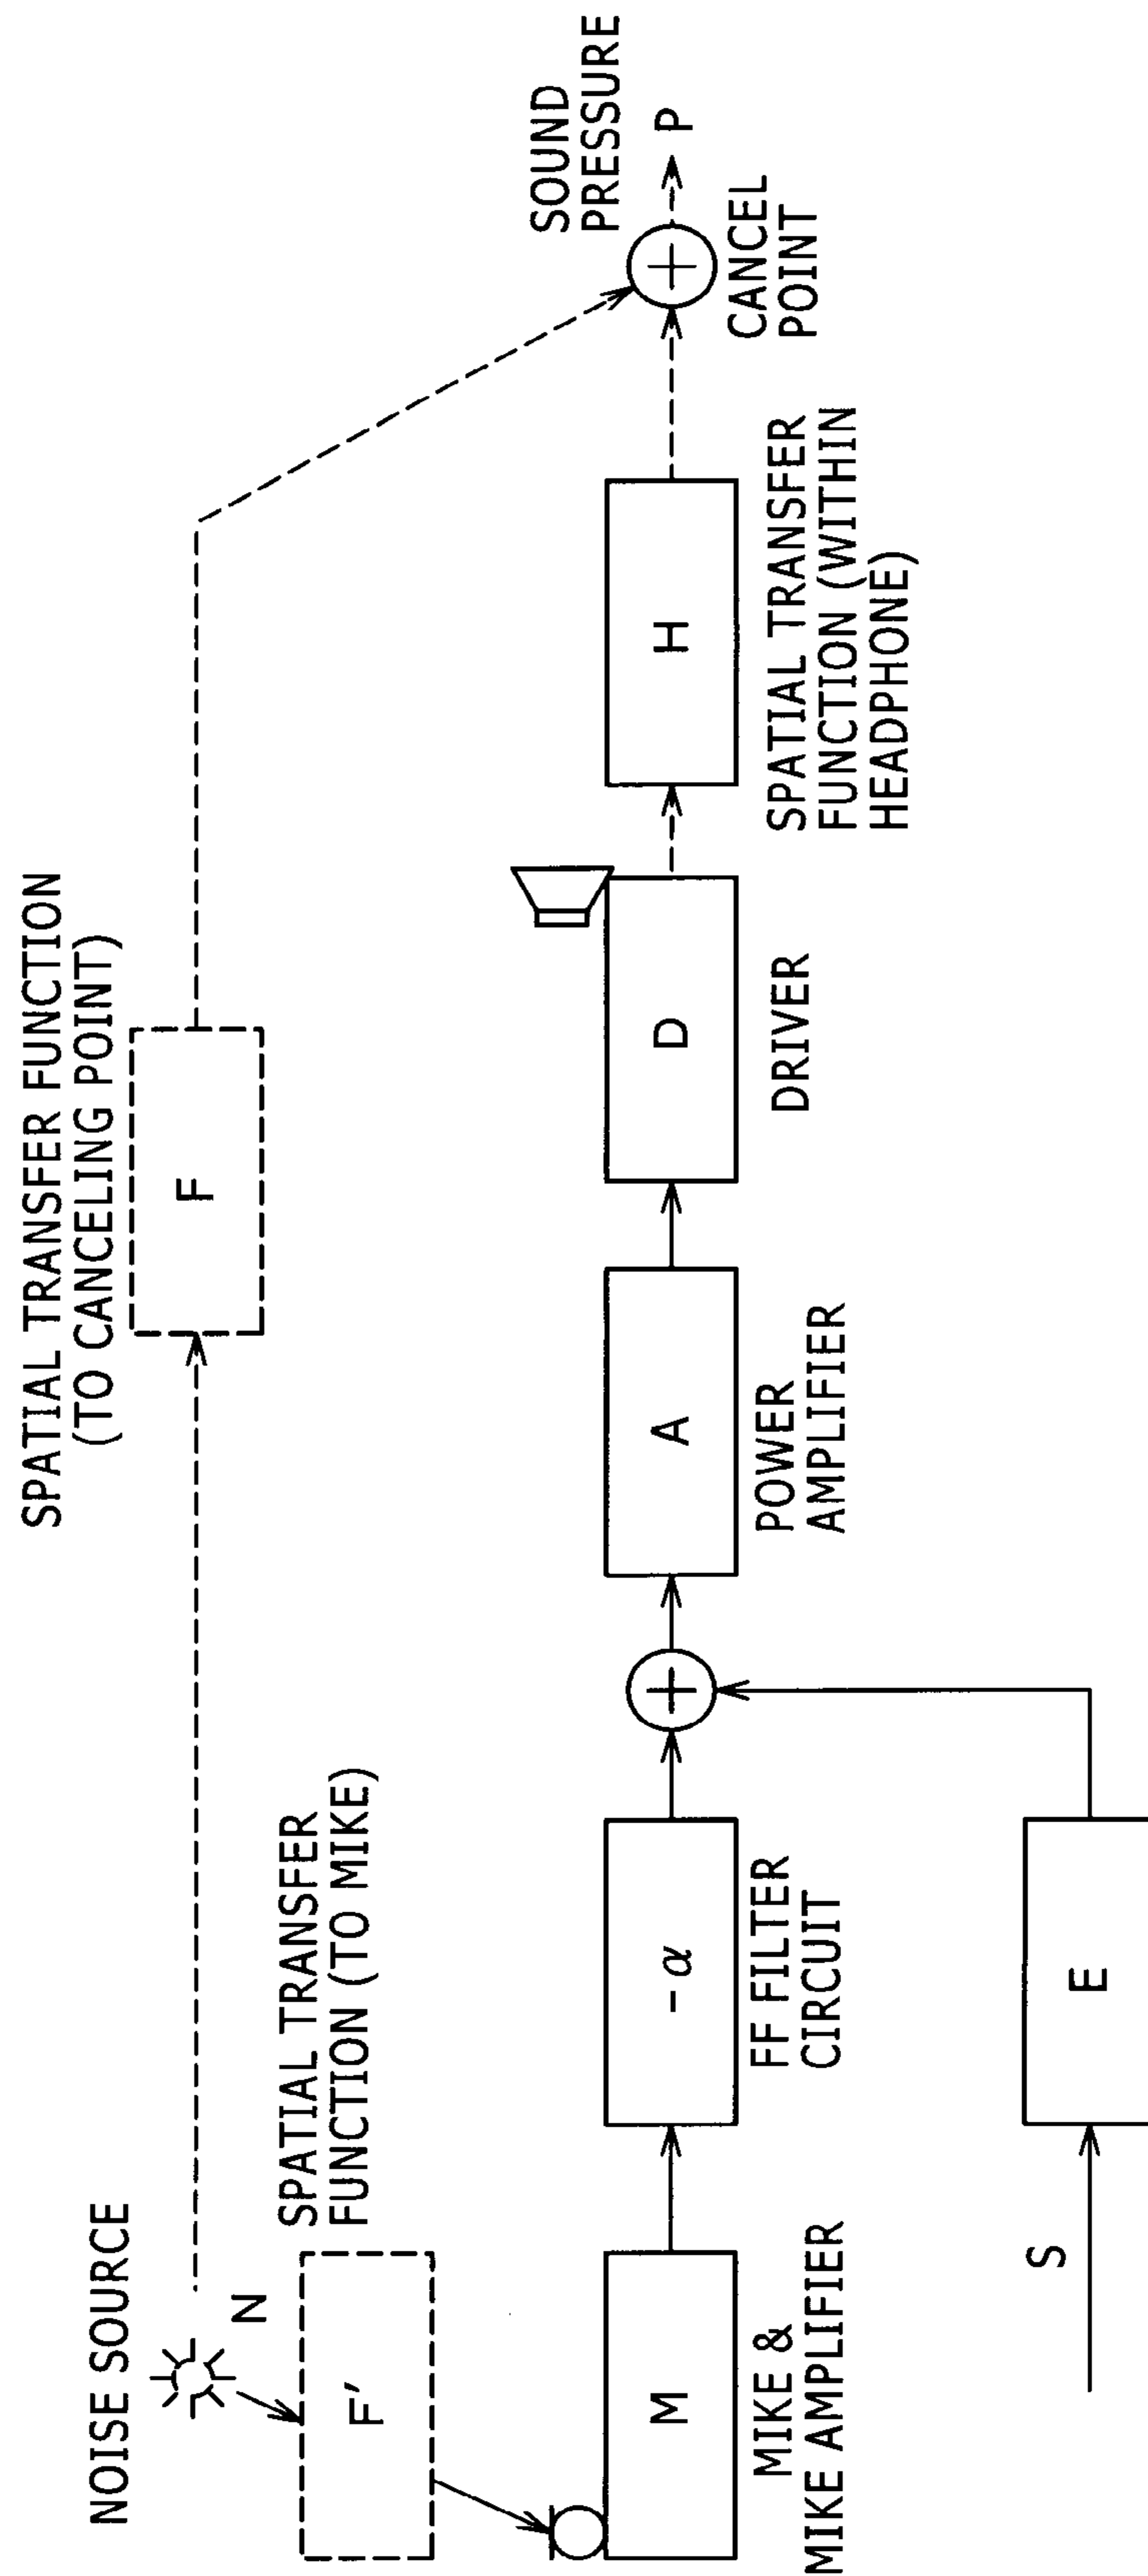 SPATIAL TRANSFER FUNCTION
(TO CANCELING POINT)
F
NOISE SOURCE
N
SPATIAL TRANSFER
FUNCTION (TO MIKE)
F'
SOUND
PRESSURE
P
CANCEL
POINT
M
MIKE &
MIKE AMPLIFIER
-α
FF FILTER
CIRCUIT
A
POWER
AMPLIFIER
D
DRIVER
H
SPATIAL TRANSFER
FUNCTION (WITHIN
HEADPHONE)
S
E